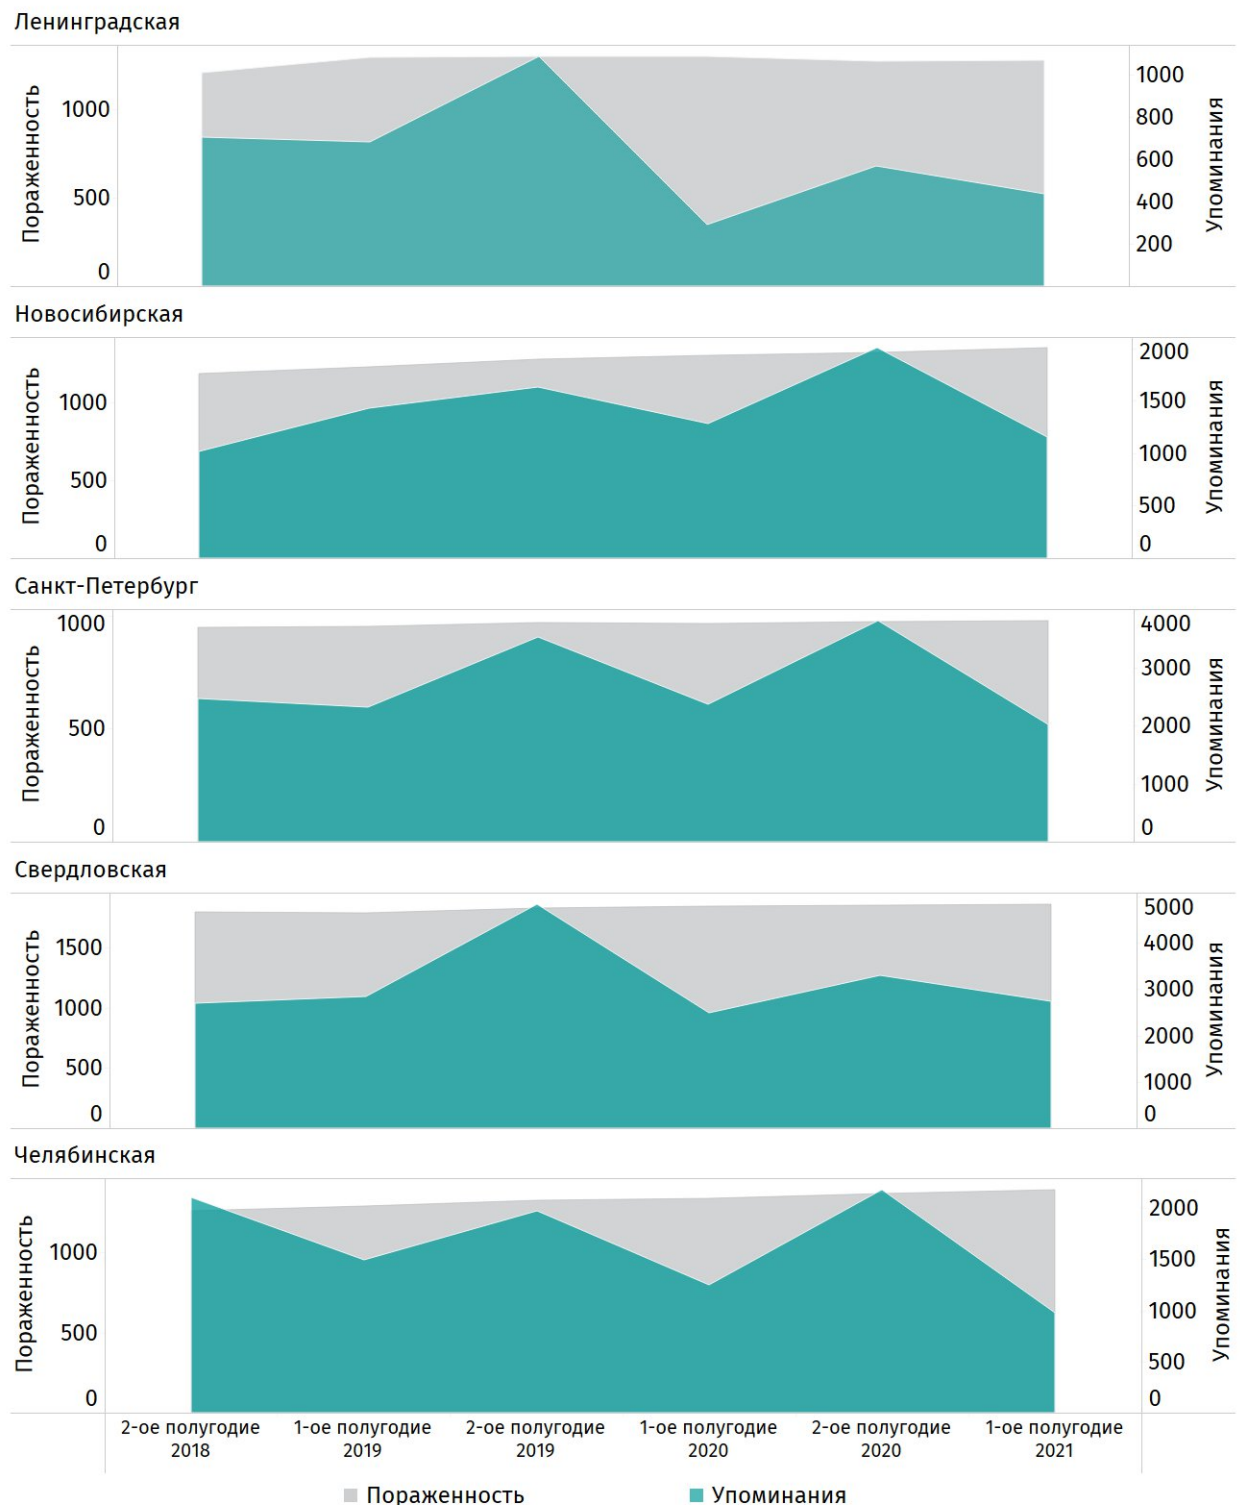 Ленинградская
Пораженность
1000
500
0
1000
800
600
400
200
Упоминания
Новосибирская
Пораженность
1000
500
0
2000
1500
1000
500
0
Упоминания
Санкт-Петербург
Пораженность
1000
500
0
4000
3000
2000
1000
0
Упоминания
Свердловская
Пораженность
1500
1000
500
0
5000
4000
3000
2000
1000
0
Упоминания
Челябинская
Пораженность
1000
500
0
2000
1500
1000
500
0
Упоминания
2-ое полугодие 2018
1-ое полугодие 2019
2-ое полугодие 2019
1-ое полугодие 2020
2-ое полугодие 2020
1-ое полугодие 2021
Пораженность
Упоминания